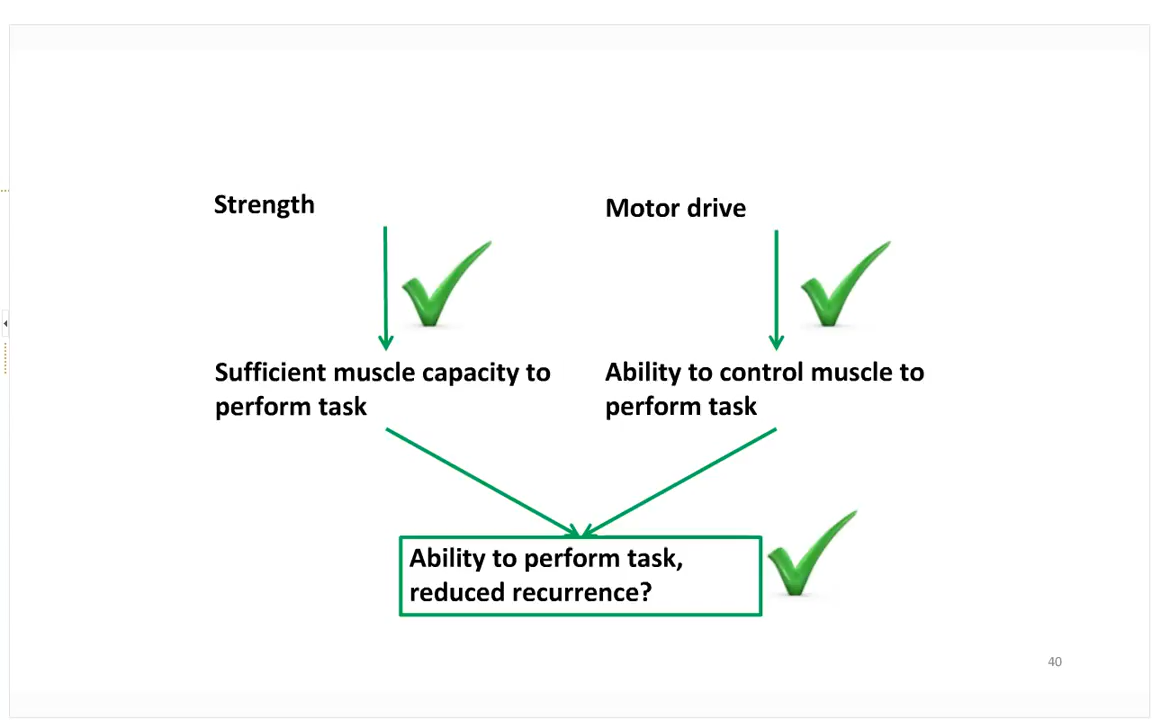 Strength
Motor drive
Sufficient muscle capacity to
perform task
Ability to control muscle to
perform task
Ability to perform task,
reduced recurrence?
40